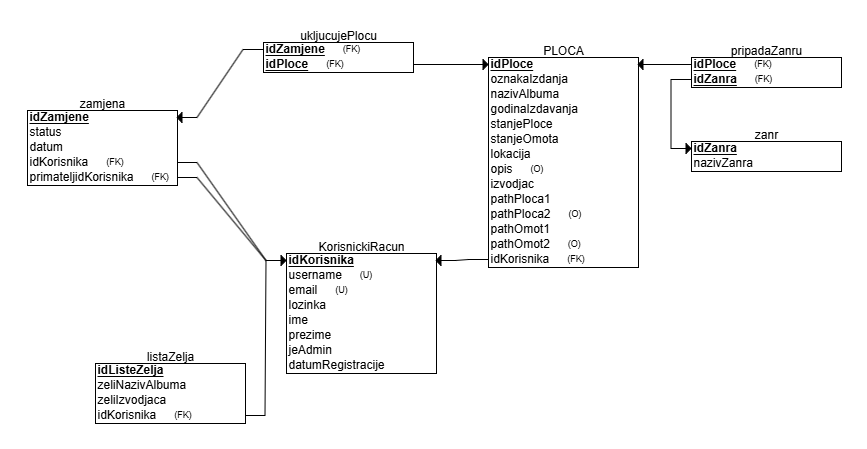 ukljucujePlocu
idZamjene (FK)
idPloce (FK)
PLOCA
idPloce
oznakaIzdanja
nazivAlbuma
godinaIzdavanja
stanjePloce
stanjeOmota
lokacija
opis (O)
izvodjac
pathPloca1
pathPloca2 (O)
pathOmot1
pathOmot2 (O)
idKorisnika (FK)
pripadaZanru
idPloce (FK)
idZanra (FK)
zanr
idZanra
nazivZanra
zamjena
idZamjene
status
datum
idKorisnika (FK)
primateljidKorisnika (FK)
KorisnickiRacun
idKorisnika
username (U)
email (U)
lozinka
ime
prezime
jeAdmin
datumRegistracije
listaZelja
idListeZelja
zeliNazivAlbuma
zeliIzvodjaca
idKorisnika (FK)